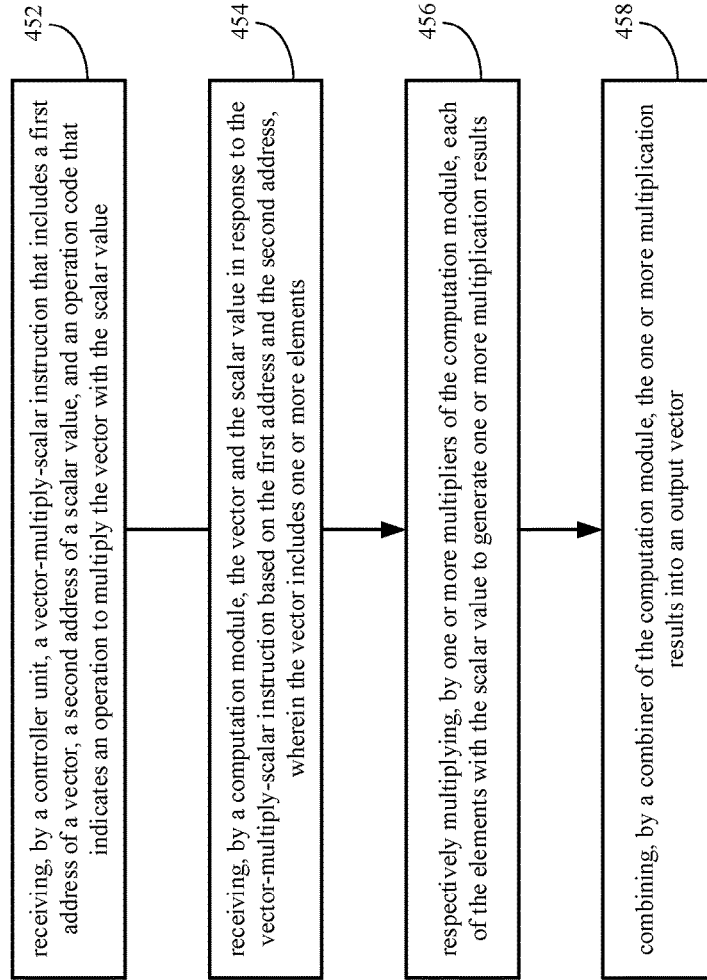 452
receiving, by a controller unit, a vector-multiply-scalar instruction that includes a first
address of a vector, a second address of a scalar value, and an operation code that
indicates an operation to multiply the vector with the scalar value
454
receiving, by a computation module, the vector and the scalar value in response to the
vector-multiply-scalar instruction based on the first address and the second address,
wherein the vector includes one or more elements
456
respectively multiplying, by one or more multipliers of the computation module, each
of the elements with the scalar value to generate one or more multiplication results
458
combining, by a combiner of the computation module, the one or more multiplication
results into an output vector